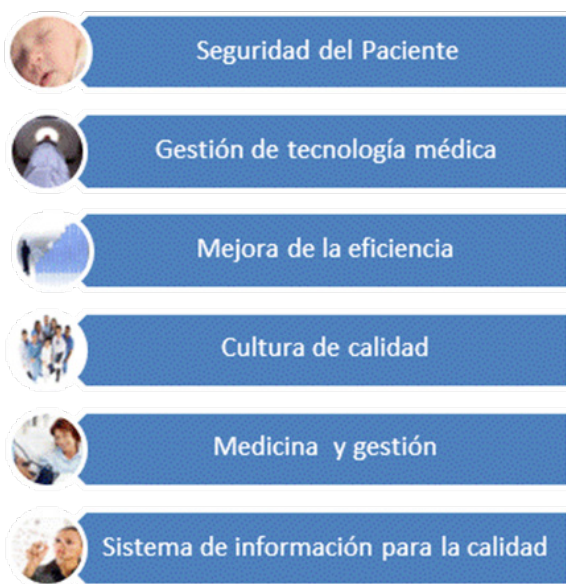 Seguridad del Paciente
Gestión de tecnología médica
Mejora de la eficiencia
Cultura de calidad
Medicina y gestión
Sistema de información para la calidad